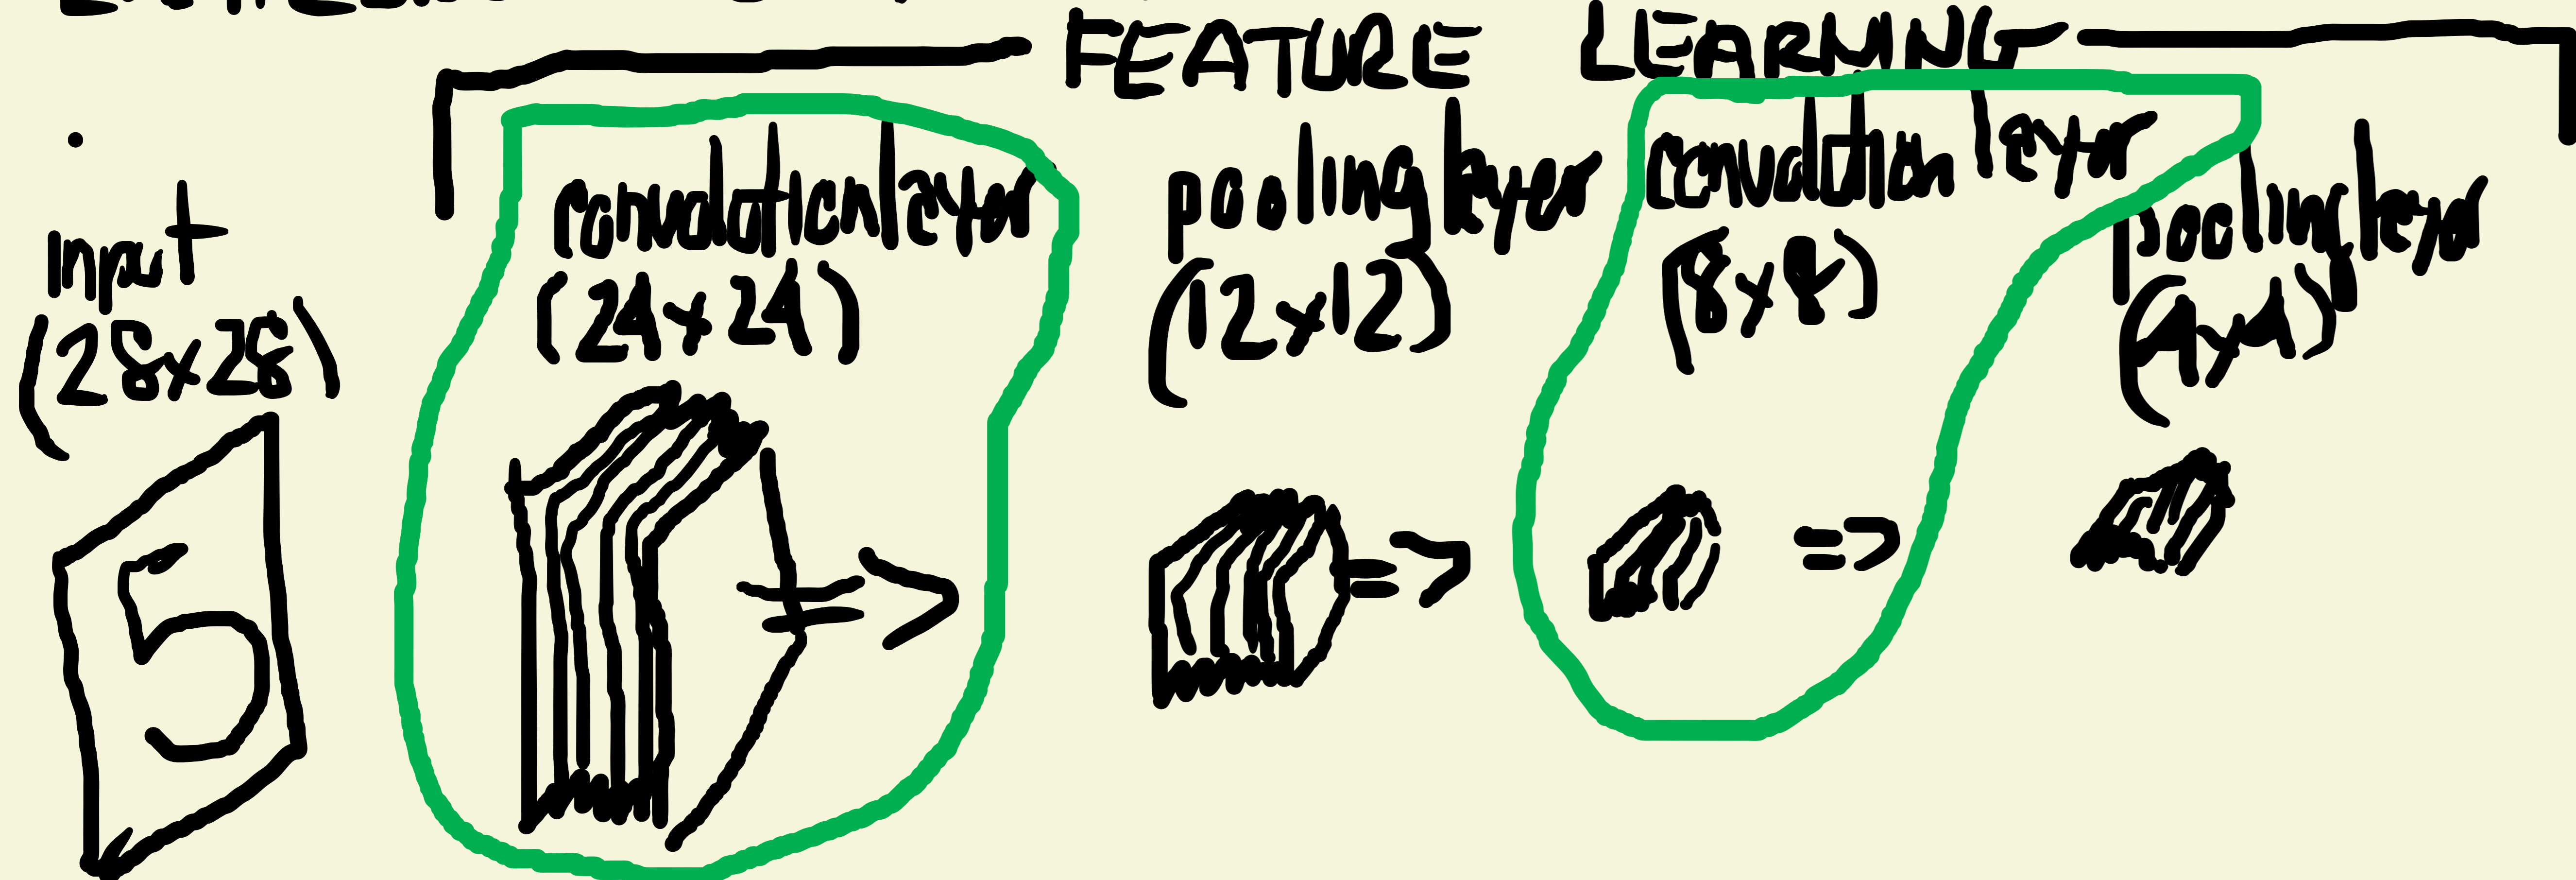 FEATURE LEARNING
input
(28x28)
convolution layer
(24x24)
pooling layer
(12x12)
convolution layer
(8x8)
pooling layer
(4x4)
5
=>
=>
=>